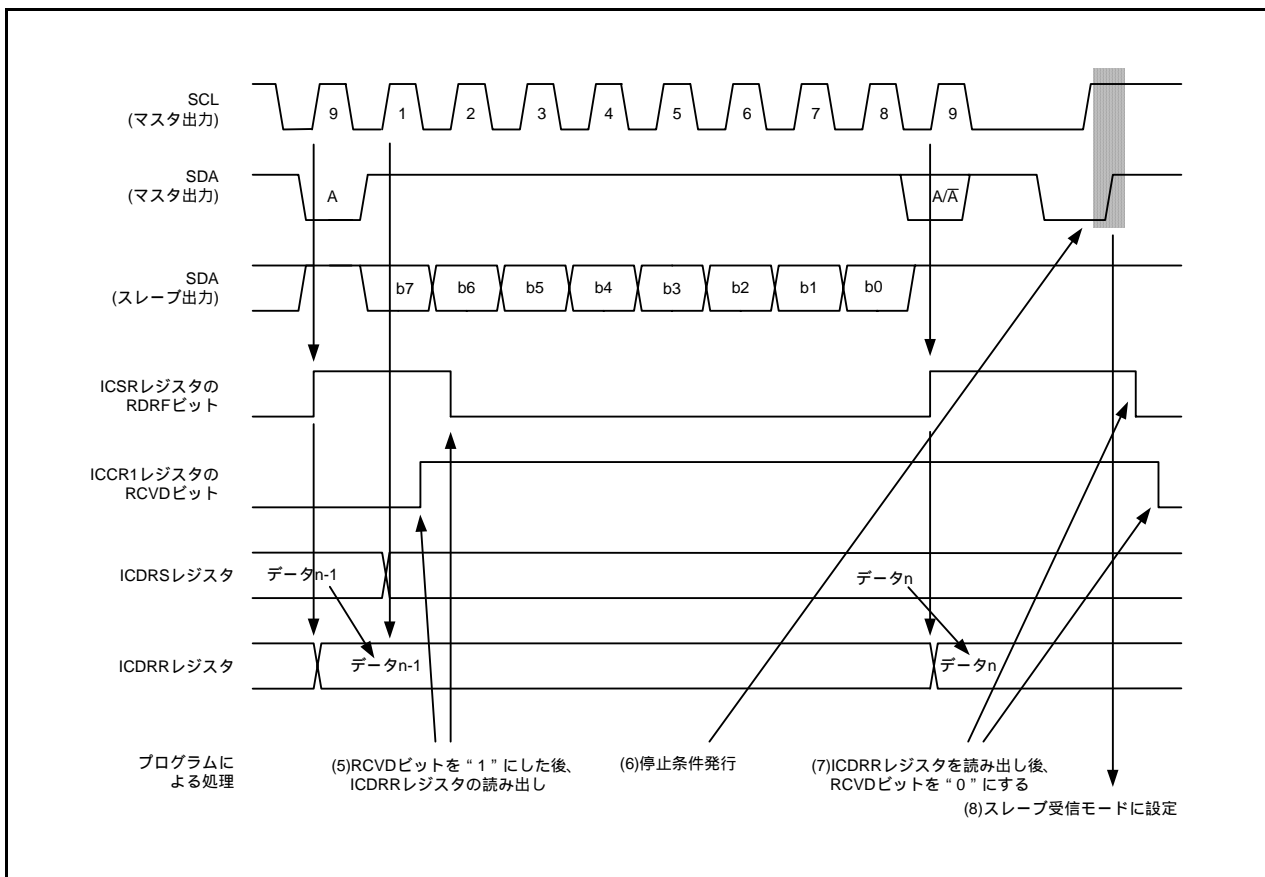 SCL
(マスタ出力)
9 1 2 3 4 5 6 7 8 9
SDA
(マスタ出力)
A A/A̅
SDA
(スレーブ出力)
b7 b6 b5 b4 b3 b2 b1 b0
ICSRレジスタの
RDRFビット
ICCR1レジスタの
RCVDビット
ICDRSレジスタ
データn-1 データn
ICDRRレジスタ
データn-1 データn
プログラムに
よる処理
(5)RCVDビットを“1”にした後、
ICDRRレジスタの読み出し
(6)停止条件発行
(7)ICDRRレジスタを読み出し後、
RCVDビットを“0”にする
(8)スレーブ受信モードに設定